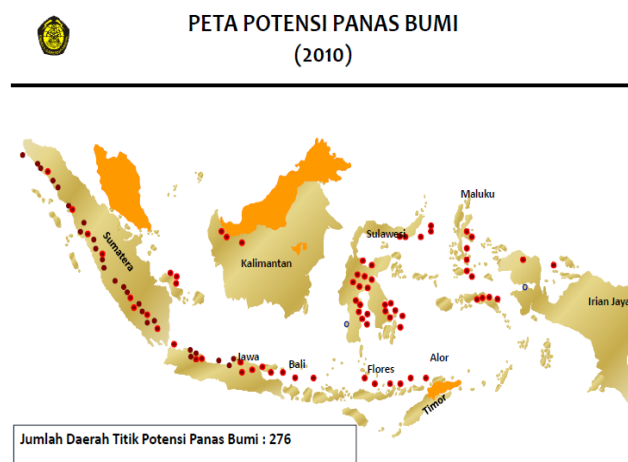 PETA POTENSI PANAS BUMI
(2010)
Maluku
Sumatera
Sulawesi
Kalimantan
Irian Jaya
Jawa
Bali
Flores
Alor
Timor
Jumlah Daerah Titik Potensi Panas Bumi : 276